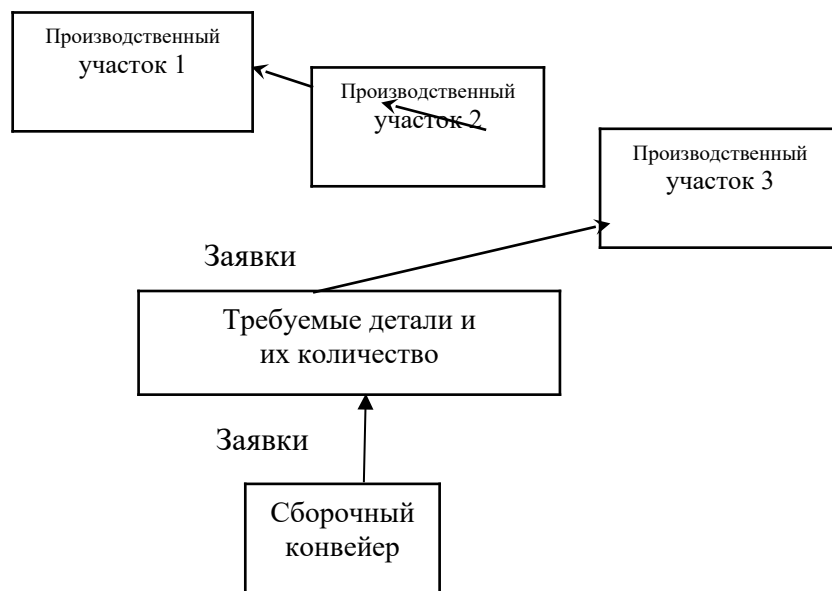 Производственный
участок 1
Производственный
участок 2
Производственный
участок 3
Заявки
Требуемые детали и
их количество
Заявки
Сборочный
конвейер